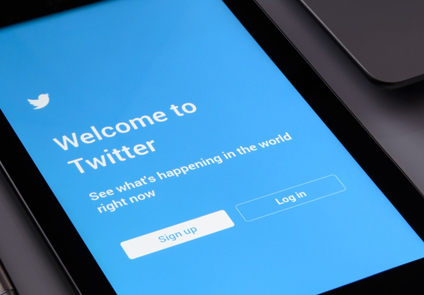 Welcome to
Twitter
See what's happening in the world
right now
Sign up
Log in